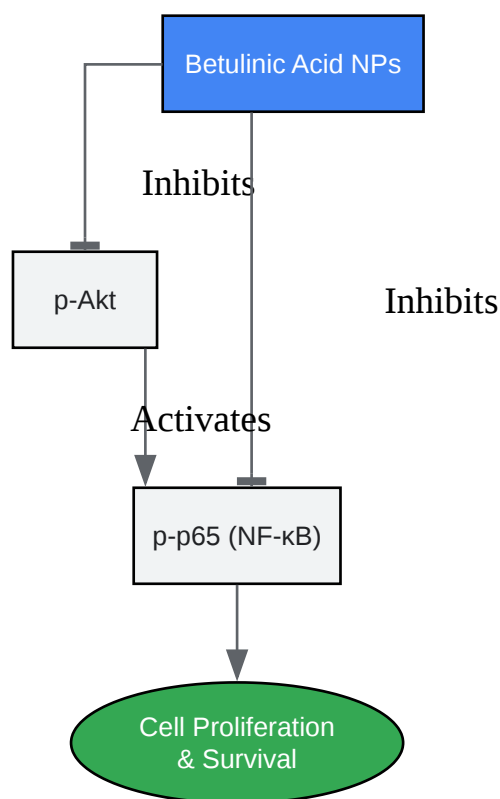 Betulinic Acid NPs
Inhibits
p-Akt
Inhibits
Activates
p-p65 (NF-κB)
Cell Proliferation
& Survival